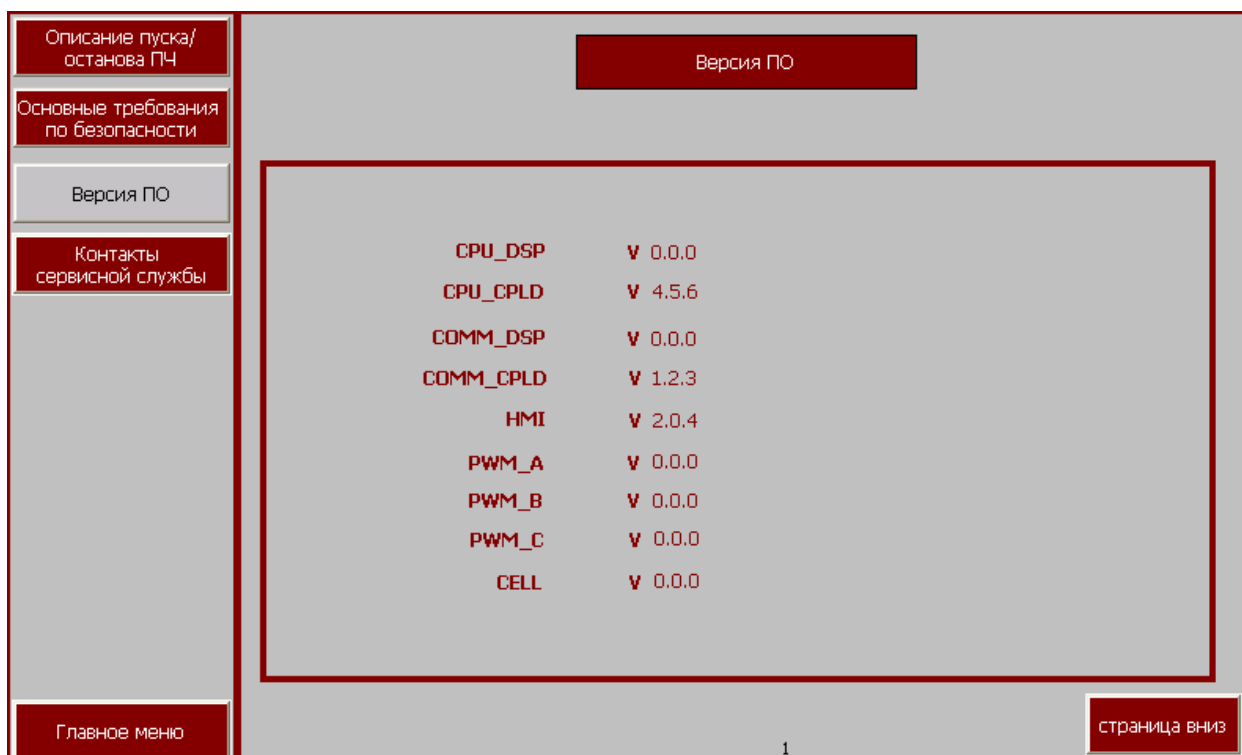 Описание пуска/
останова ПЧ
Основные требования
по безопасности
Версия ПО
Контакты
сервисной службы
Главное меню
Версия ПО
CPU_DSP V 0.0.0
CPU_CPLD V 4.5.6
COMM_DSP V 0.0.0
COMM_CPLD V 1.2.3
HMI V 2.0.4
PWM_A V 0.0.0
PWM_B V 0.0.0
PWM_C V 0.0.0
CELL V 0.0.0
страница вниз
1